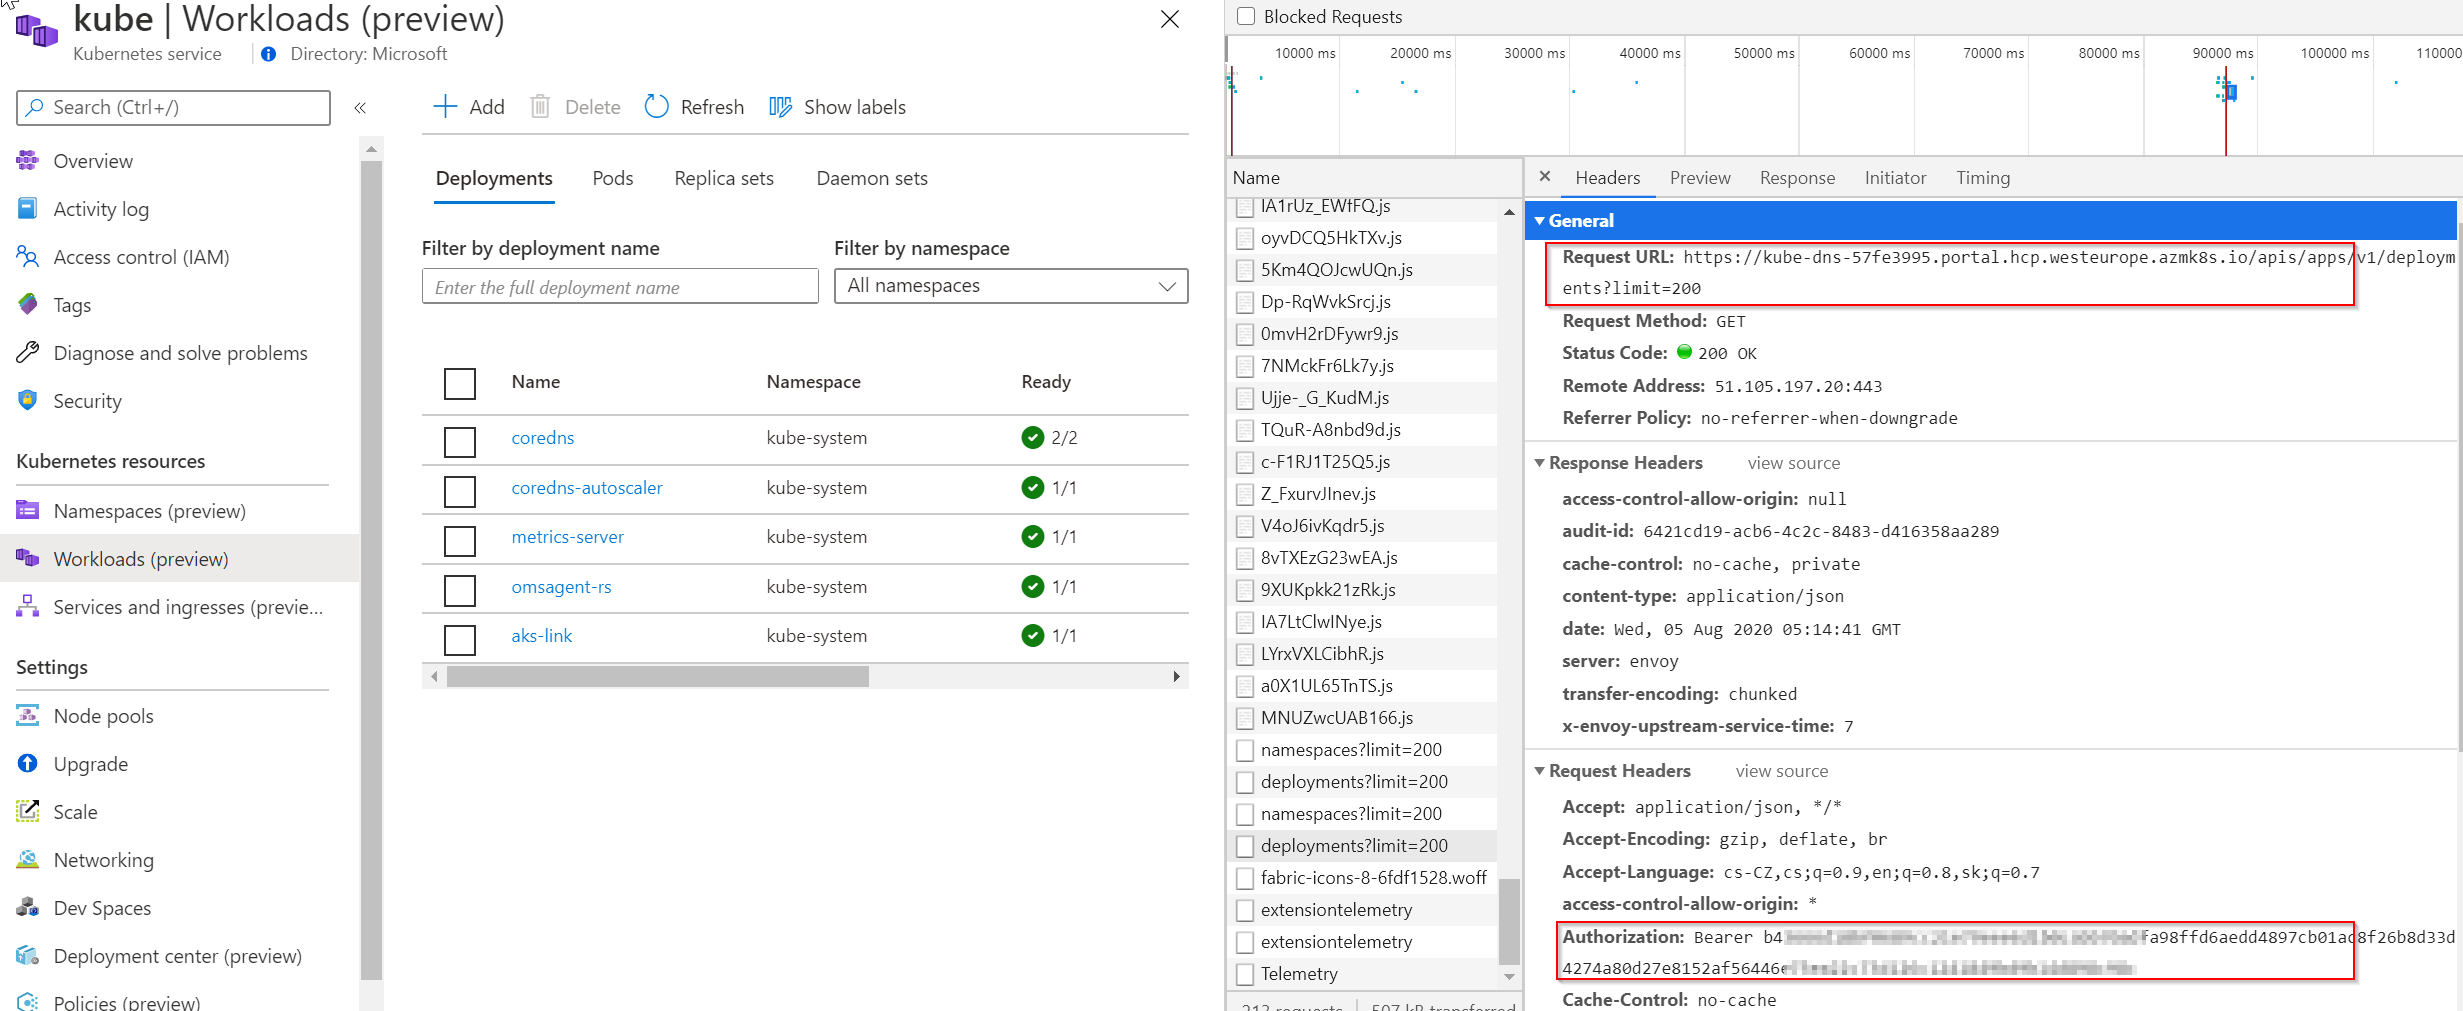 kube | Workloads (preview)
Kubernetes service
Directory: Microsoft
Search (Ctrl+/)
«
Overview
Activity log
Access control (IAM)
Tags
Diagnose and solve problems
Security
Kubernetes resources
Namespaces (preview)
Workloads (preview)
Services and ingresses (previe...
Settings
Node pools
Upgrade
Scale
Networking
Dev Spaces
Deployment center (preview)
Policies (preview)
Add
Delete
Refresh
Show labels
Deployments
Pods
Replica sets
Daemon sets
Filter by deployment name
Filter by namespace
Enter the full deployment name
All namespaces
Name Namespace Ready
coredns kube-system 2/2
coredns-autoscaler kube-system 1/1
metrics-server kube-system 1/1
omsagent-rs kube-system 1/1
aks-link kube-system 1/1
Blocked Requests
10000 ms 20000 ms 30000 ms 40000 ms 50000 ms 60000 ms 70000 ms 80000 ms 90000 ms 100000 ms 110000
Name
IA1rUz_EWfFQ.js
oyvDCQ5HkTXv.js
5Km4QOJcwUQn.js
Dp-RqWvkSrcj.js
0mvH2rDFywr9.js
7NMckFr6Lk7y.js
Ujje-_G_KudM.js
TQuR-A8nbd9d.js
c-F1RJ1T25Q5.js
Z_FxurvJInev.js
V4oJ6ivKqdr5.js
8vTXEzG23wEA.js
9XUKpkk21zRk.js
IA7LtClwINye.js
LYrxVXLCibhR.js
a0X1UL65TnTS.js
MNUZwcUAB166.js
namespaces?limit=200
deployments?limit=200
namespaces?limit=200
deployments?limit=200
fabric-icons-8-6fdf1528.woff
extensiontelemetry
extensiontelemetry
Telemetry
213 requests 507 kB transferred
Headers Preview Response Initiator Timing
General
Request URL: https://kube-dns-57fe3995.portal.hcp.westeurope.azmk8s.io/apis/apps/v1/deploym
ents?limit=200
Request Method: GET
Status Code: 200 OK
Remote Address: 51.105.197.20:443
Referrer Policy: no-referrer-when-downgrade
Response Headers view source
access-control-allow-origin: null
audit-id: 6421cd19-acb6-4c2c-8483-d416358aa289
cache-control: no-cache, private
content-type: application/json
date: Wed, 05 Aug 2020 05:14:41 GMT
server: envoy
transfer-encoding: chunked
x-envoy-upstream-service-time: 7
Request Headers view source
Accept: application/json, */*
Accept-Encoding: gzip, deflate, br
Accept-Language: cs-CZ,cs;q=0.9,en;q=0.8,sk;q=0.7
access-control-allow-origin: *
Authorization: Bearer b4 fa98ffd6aedd4897cb01ac8f26b8d33d
4274a80d27e8152af56446e
Cache-Control: no-cache